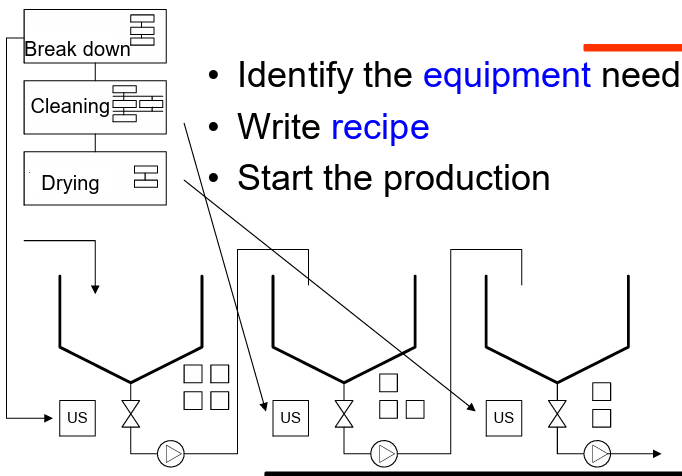 Break down
Cleaning
Drying
• Identify the equipment need
• Write recipe
• Start the production
US
US
US